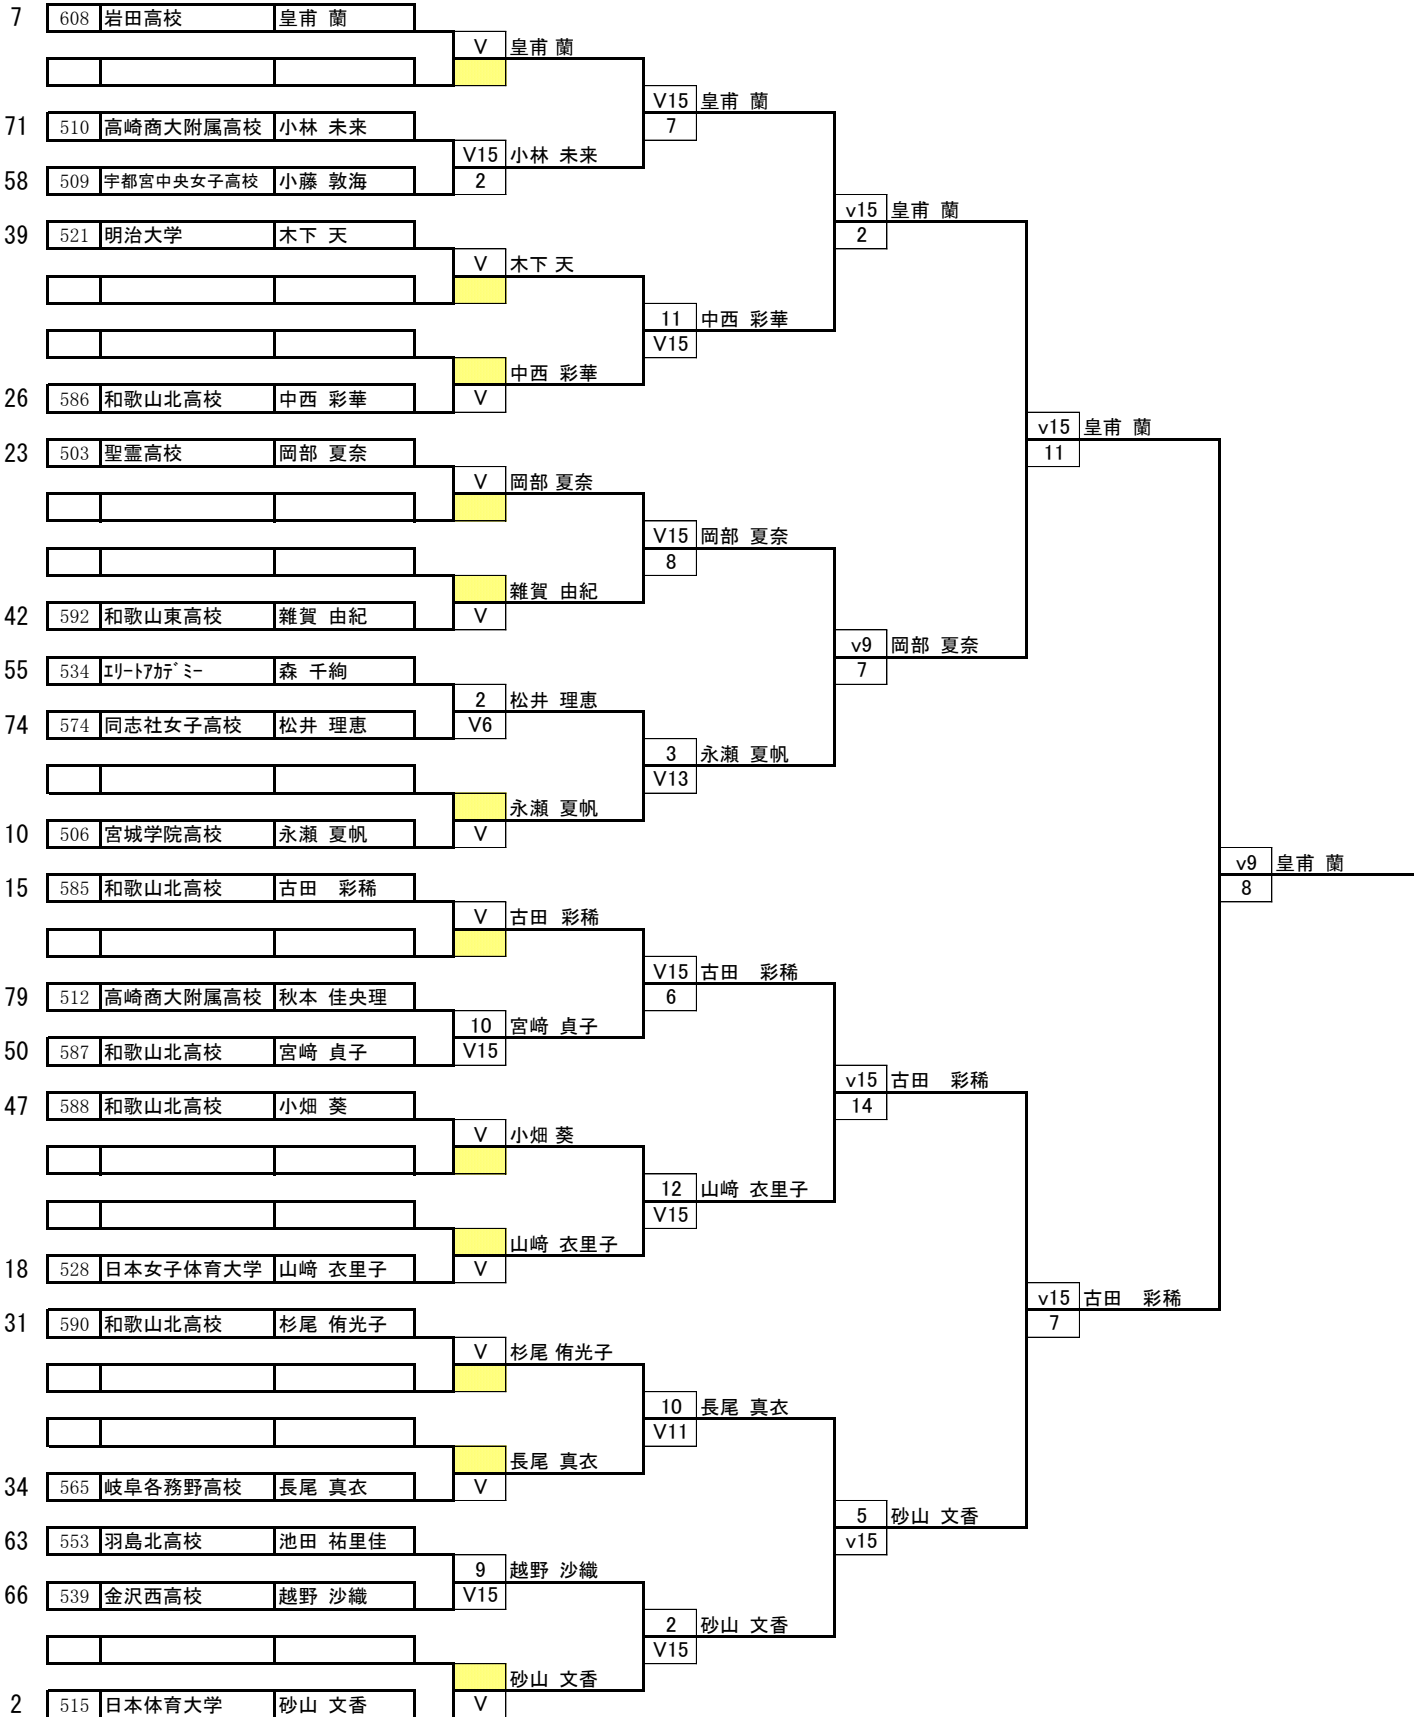 7 608 岩田高校 皇甫 蘭
V 皇甫 蘭
V15 皇甫 蘭
71 510 高崎商大附属高校 小林 未来
7
V15 小林 未来
58 509 宇都宮中央女子高校 小藤 敦海
2
v15 皇甫 蘭
39 521 明治大学 木下 天
2
V 木下 天
11 中西 彩華
V15
中西 彩華
26 586 和歌山北高校 中西 彩華
V
v15 皇甫 蘭
23 503 聖霊高校 岡部 夏奈
11
V 岡部 夏奈
V15 岡部 夏奈
8
雑賀 由紀
42 592 和歌山東高校 雑賀 由紀
V
v9 岡部 夏奈
55 534 ｴﾘｰﾄｱｶﾃﾞﾐｰ 森 千絢
7
2 松井 理恵
74 574 同志社女子高校 松井 理恵
V6
3 永瀬 夏帆
V13
永瀬 夏帆
10 506 宮城学院高校 永瀬 夏帆
V
v9 皇甫 蘭
15 585 和歌山北高校 古田 彩稀
8
V 古田 彩稀
V15 古田 彩稀
79 512 高崎商大附属高校 秋本 佳央理
6
10 宮﨑 貞子
50 587 和歌山北高校 宮﨑 貞子
V15
v15 古田 彩稀
47 588 和歌山北高校 小畑 葵
14
V 小畑 葵
12 山﨑 衣里子
V15
山﨑 衣里子
18 528 日本女子体育大学 山﨑 衣里子
V
v15 古田 彩稀
31 590 和歌山北高校 杉尾 侑光子
7
V 杉尾 侑光子
10 長尾 真衣
V11
長尾 真衣
34 565 岐阜各務野高校 長尾 真衣
V
5 砂山 文香
63 553 羽島北高校 池田 祐里佳
v15
9 越野 沙織
66 539 金沢西高校 越野 沙織
V15
2 砂山 文香
V15
砂山 文香
2 515 日本体育大学 砂山 文香
V